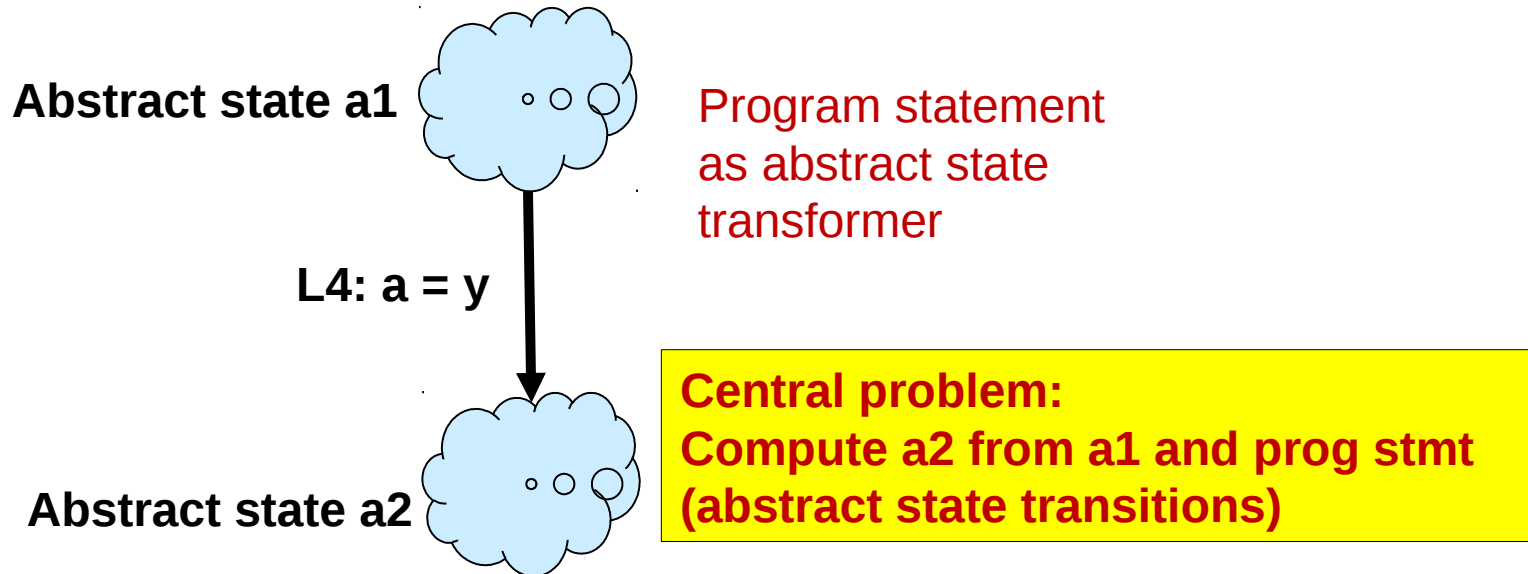 Abstract state a1
Program statement
as abstract state
transformer
L4: a = y
Central problem:
Compute a2 from a1 and prog stmt
(abstract state transitions)
Abstract state a2